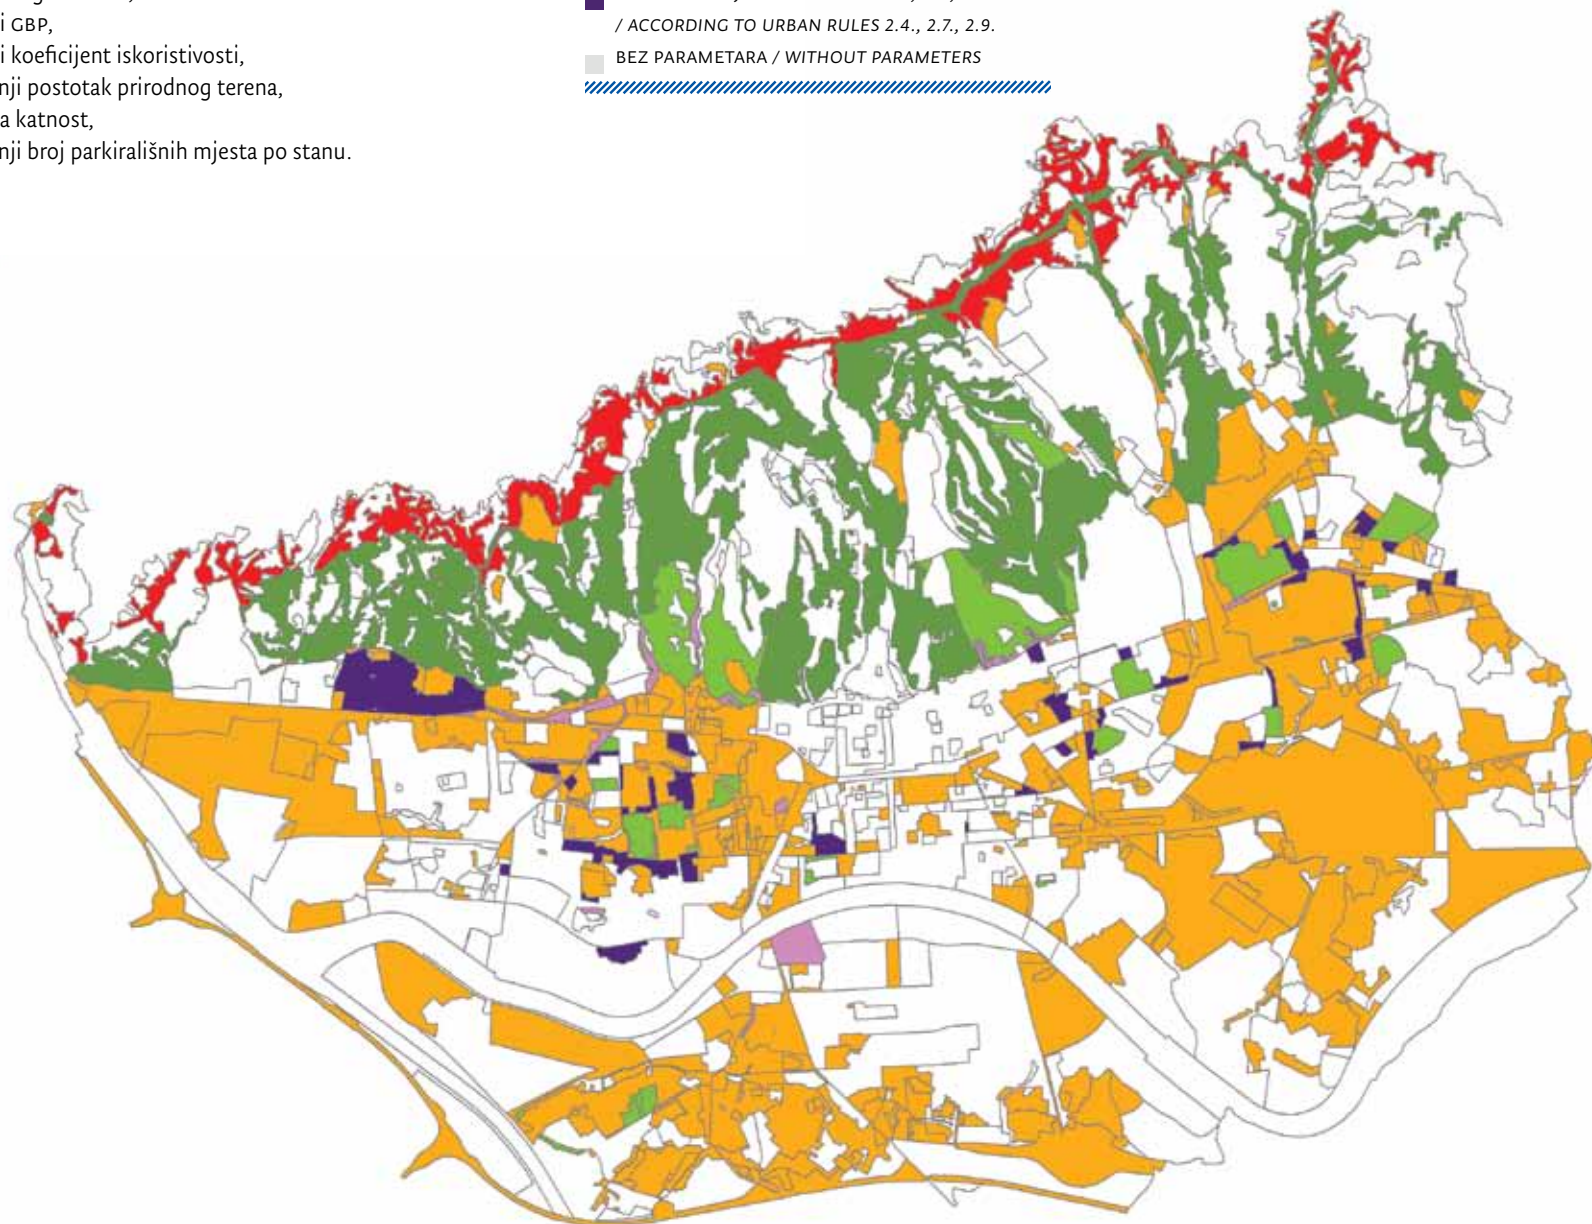 i GBP,
i koeficijent iskoristivosti,
nji postotak prirodnog terena,
a katnost,
nji broj parkirališnih mjesta po stanu.
/ ACCORDING TO URBAN RULES 2.4., 2.7., 2.9.
BEZ PARAMETARA / WITHOUT PARAMETERS